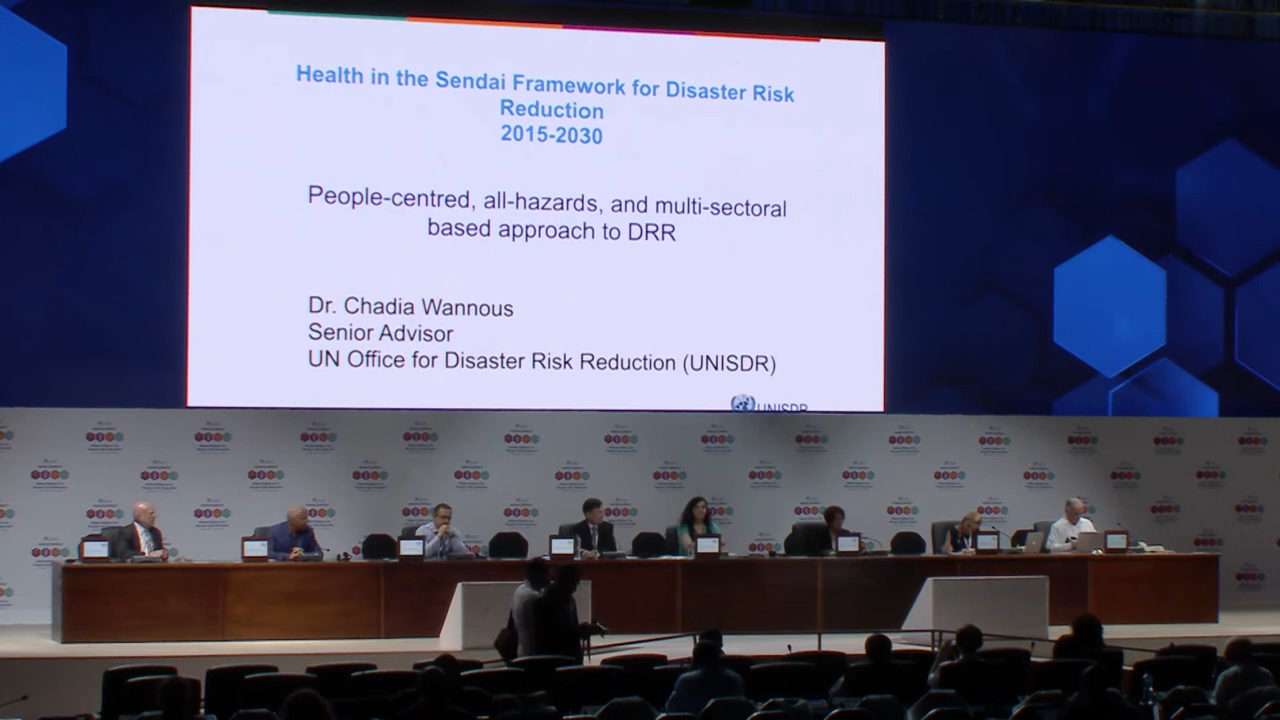 Health in the Sendai Framework for Disaster Risk
Reduction
2015-2030
People-centred, all-hazards, and multi-sectoral
based approach to DRR
Dr. Chadia Wannous
Senior Advisor
UN Office for Disaster Risk Reduction (UNISDR)
UNISDR